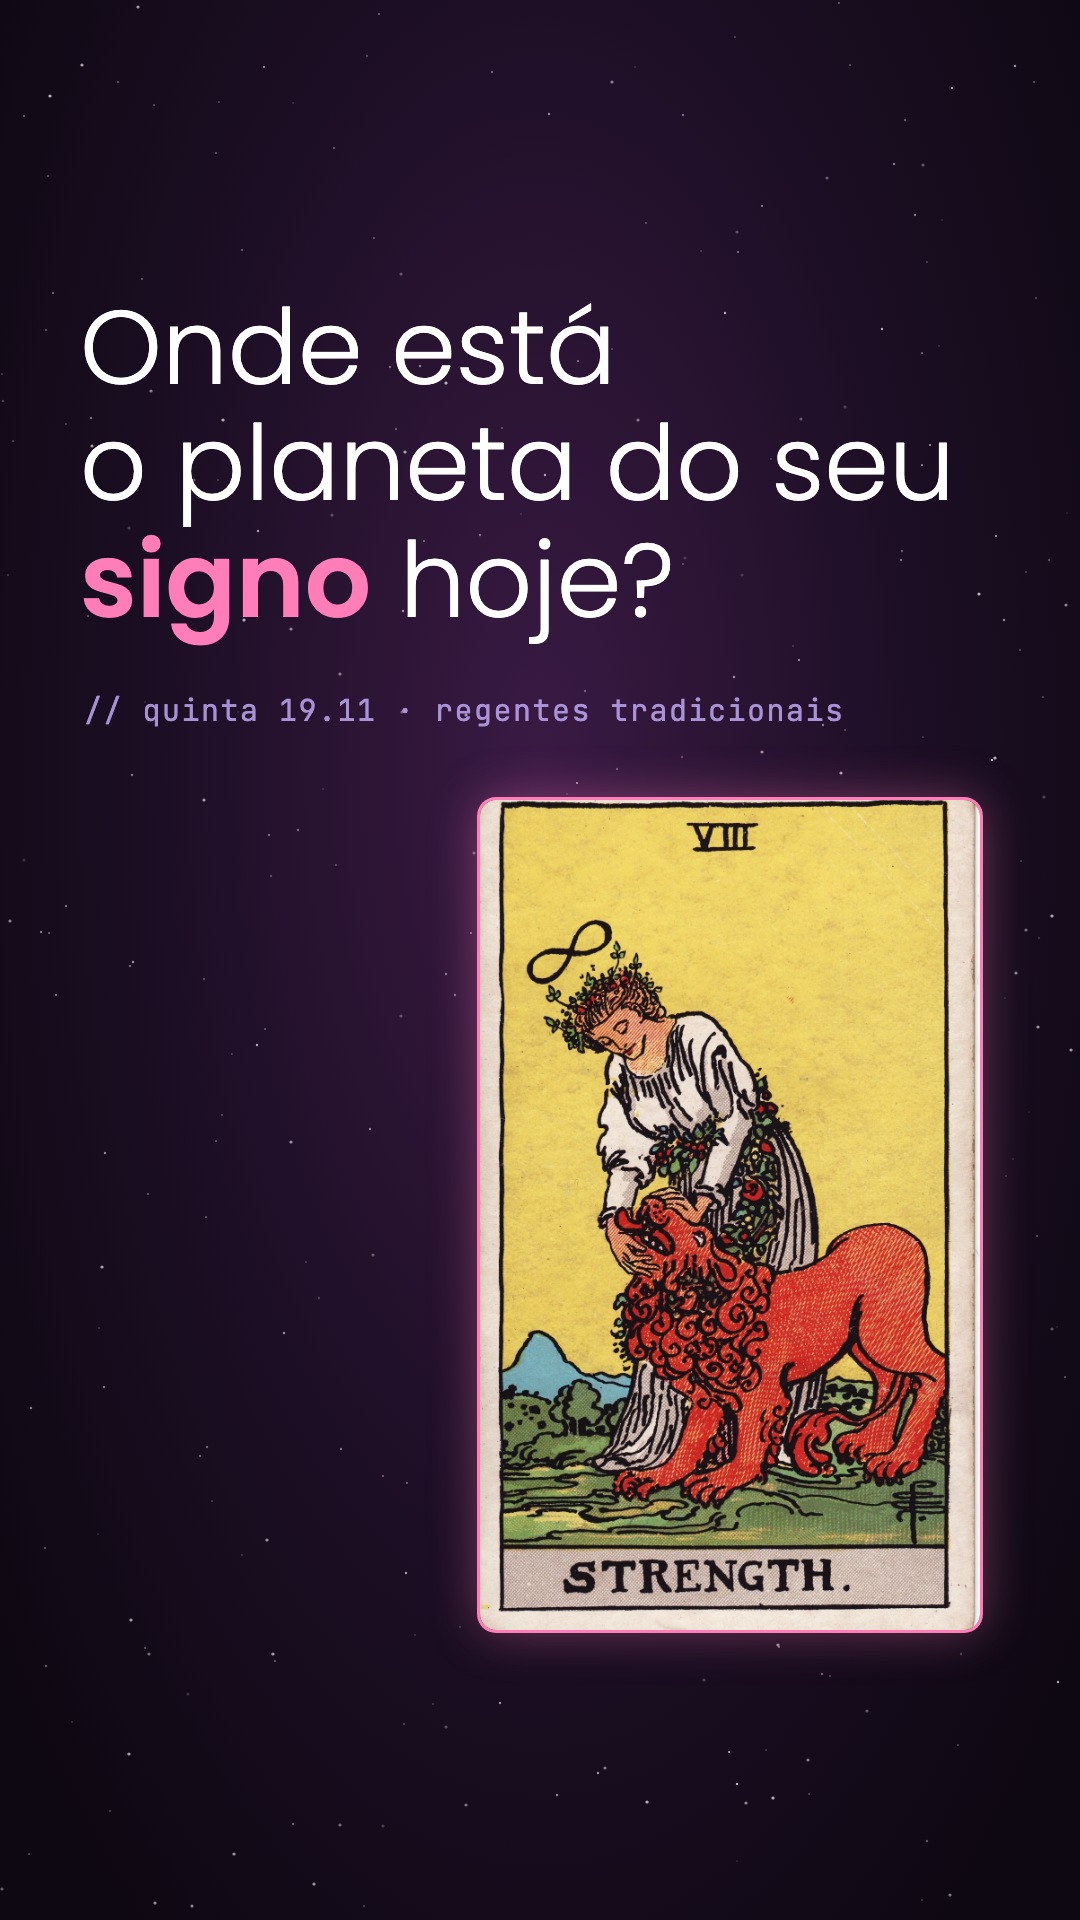 Onde está
o planeta do seu
signo hoje?
// quinta 19.11 · regentes tradicionais
VIII
STRENGTH.